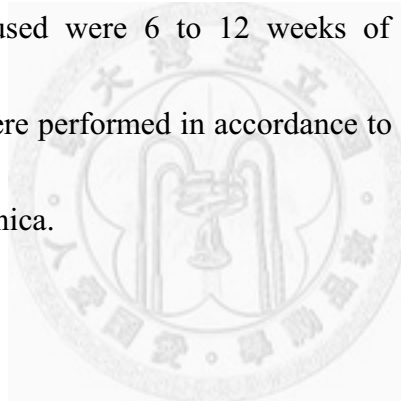 used were 6 to 12 weeks of
ere performed in accordance to
nica.